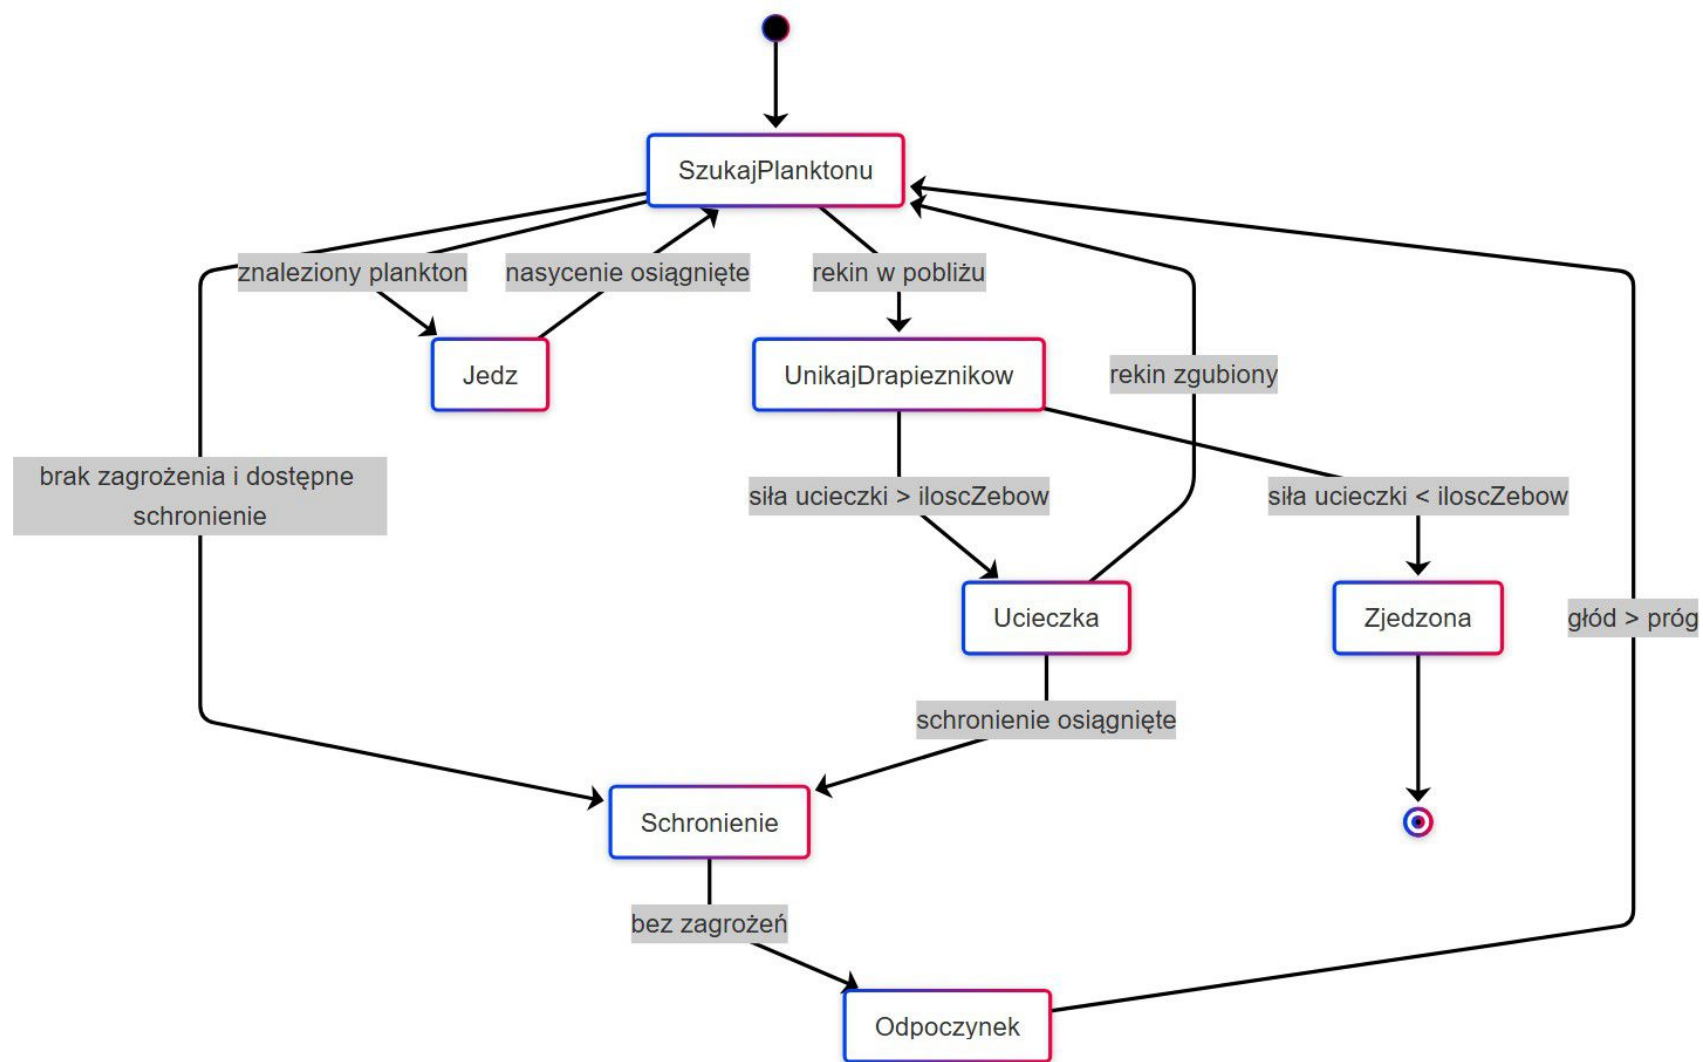 SzukajPlanktonu
znaleziony plankton
nasycenie osiągnięte
rekin w pobliżu
Jedz
UnikajDrapieznikow
rekin zgubiony
brak zagrożenia i dostępne
schronienie
siła ucieczki > iloscZebow
siła ucieczki < iloscZebow
Ucieczka
Zjedzona
głód > próg
schronienie osiągnięte
Schronienie
bez zagrożeń
Odpoczynek